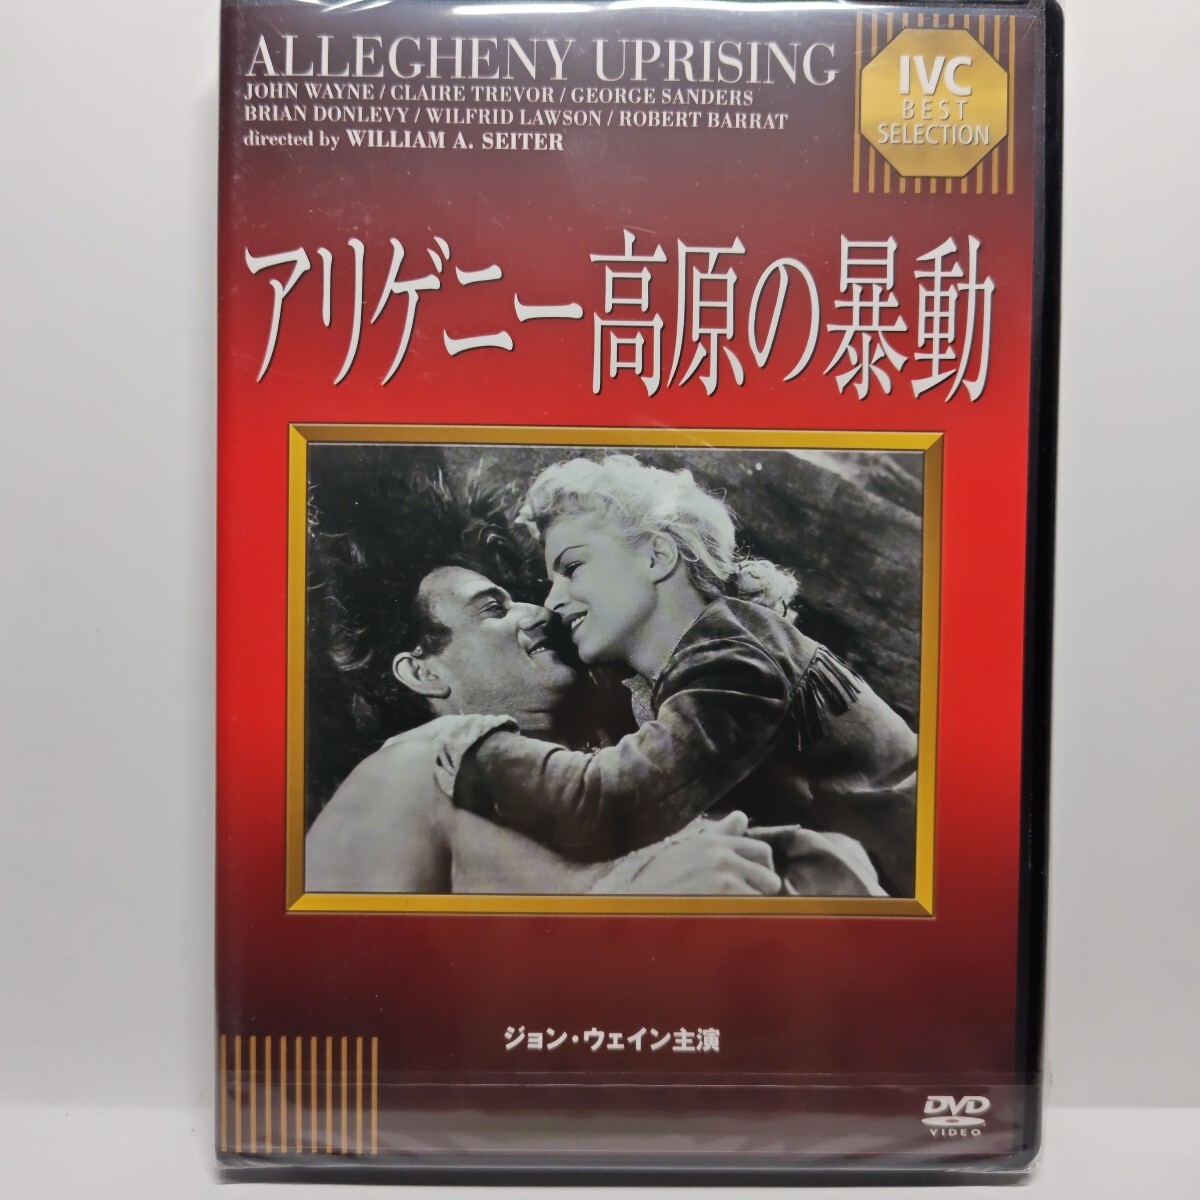 ALLEGHENY UPRISING
JOHN WAYNE / CLAIRE TREVOR / GEORGE SANDERS
BRIAN DONLEVY / WILFRID LAWSON / ROBERT BARRAT
directed by WILLIAM A. SEITER
IVC
BEST
SELECTION
アリゲニー高原の暴動
ジョン・ウェイン主演
DVD
VIDEO